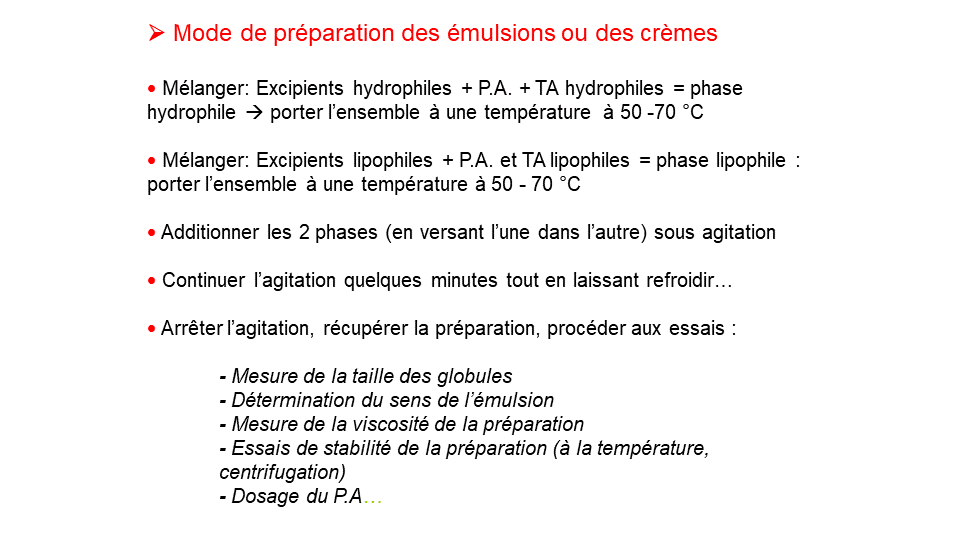 ➢ Mode de préparation des émulsions ou des crèmes
• Mélanger: Excipients hydrophiles + P.A. + TA hydrophiles = phase
hydrophile → porter l’ensemble à une température à 50 -70 °C
• Mélanger: Excipients lipophiles + P.A. et TA lipophiles = phase lipophile :
porter l’ensemble à une température à 50 - 70 °C
• Additionner les 2 phases (en versant l’une dans l’autre) sous agitation
• Continuer l’agitation quelques minutes tout en laissant refroidir…
• Arrêter l’agitation, récupérer la préparation, procéder aux essais :
- Mesure de la taille des globules
- Détermination du sens de l’émulsion
- Mesure de la viscosité de la préparation
- Essais de stabilité de la préparation (à la température,
centrifugation)
- Dosage du P.A…